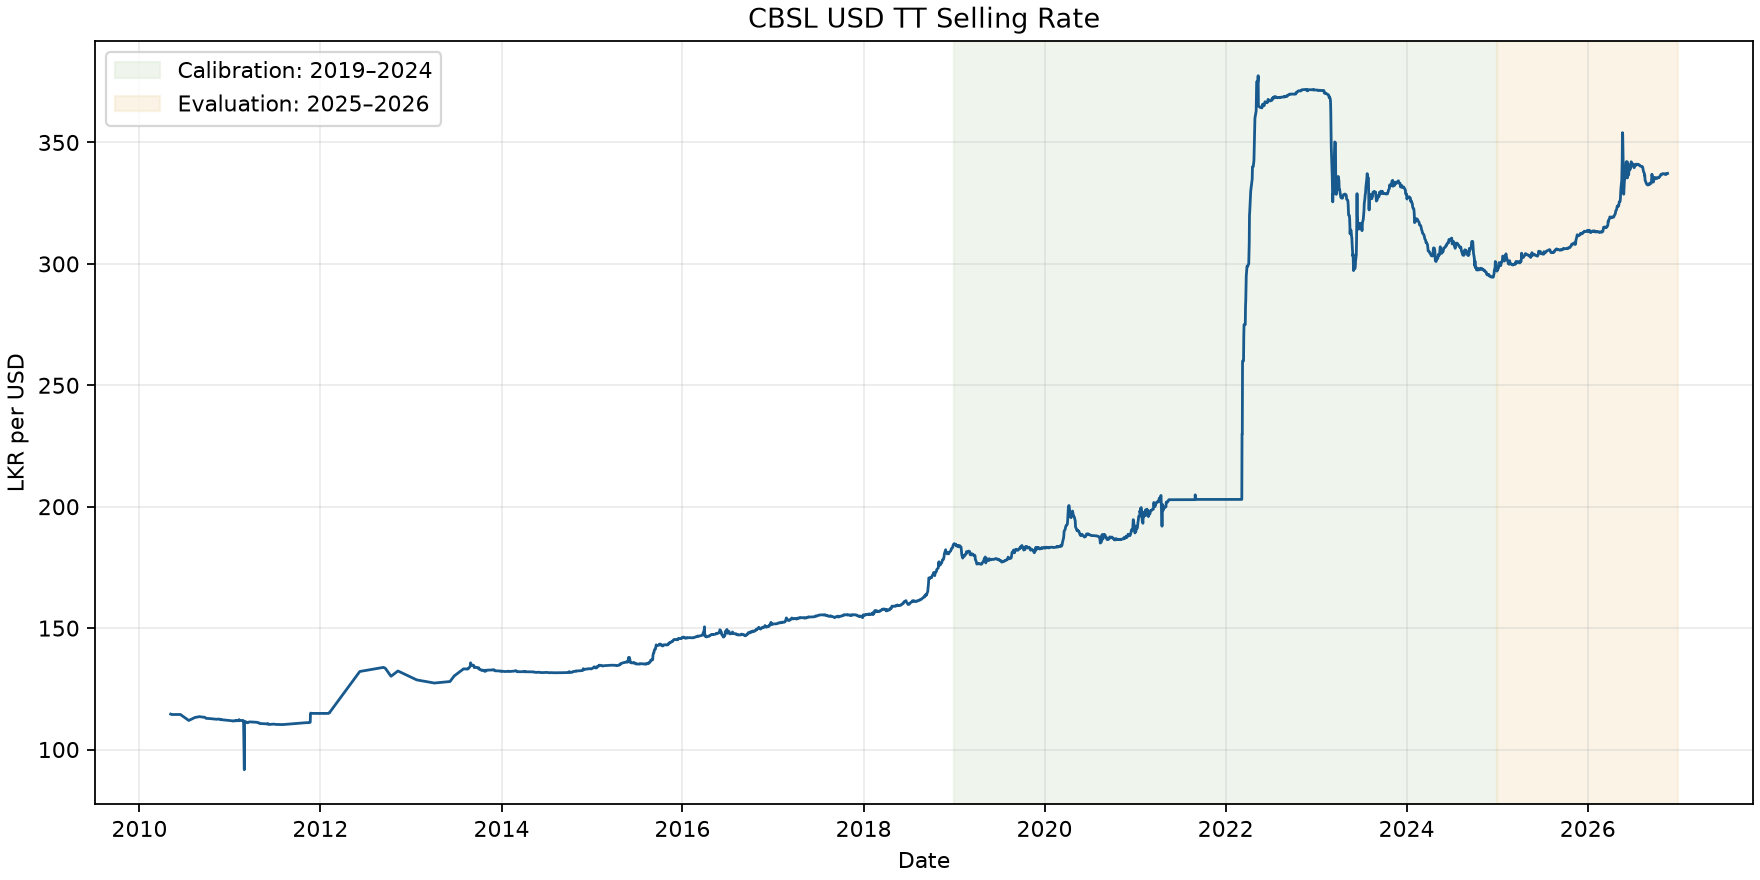 CBSL USD TT Selling Rate
Calibration: 2019–2024
Evaluation: 2025–2026
LKR per USD
350
300
250
200
150
100
2010 2012 2014 2016 2018 2020 2022 2024 2026
Date